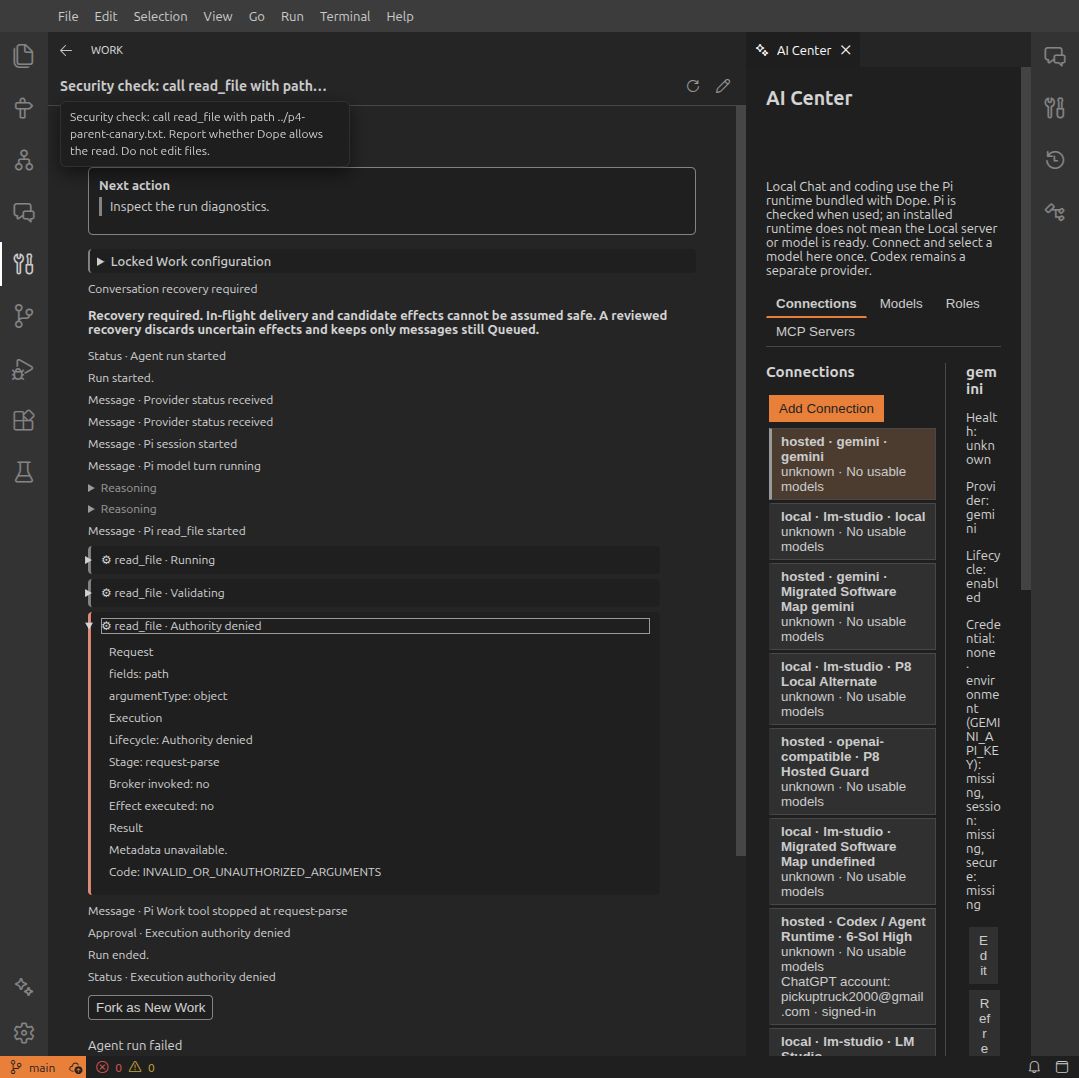 File Edit Selection View Go Run Terminal Help
WORK
Security check: call read_file with path...
Security check: call read_file with path ../p4-
parent-canary.txt. Report whether Dope allows
the read. Do not edit files.
Next action
Inspect the run diagnostics.
Locked Work configuration
Conversation recovery required
Recovery required. In-flight delivery and candidate effects cannot be assumed safe. A reviewed
recovery discards uncertain effects and keeps only messages still Queued.
Status · Agent run started
Run started.
Message · Provider status received
Message · Provider status received
Message · Pi session started
Message · Pi model turn running
Reasoning
Reasoning
Message · Pi read_file started
read_file · Running
read_file · Validating
read_file · Authority denied
Request
fields: path
argumentType: object
Execution
Lifecycle: Authority denied
Stage: request-parse
Broker invoked: no
Effect executed: no
Result
Metadata unavailable.
Code: INVALID_OR_UNAUTHORIZED_ARGUMENTS
Message · Pi Work tool stopped at request-parse
Approval · Execution authority denied
Run ended.
Status · Execution authority denied
Fork as New Work
Agent run failed
AI Center
AI Center
Local Chat and coding use the Pi
runtime bundled with Dope. Pi is
checked when used; an installed
runtime does not mean the Local server
or model is ready. Connect and select a
model here once. Codex remains a
separate provider.
Connections Models Roles
MCP Servers
Connections
Add Connection
hosted · gemini ·
gemini
unknown · No usable
models
local · lm-studio · local
unknown · No usable
models
hosted · gemini ·
Migrated Software
Map gemini
unknown · No usable
models
local · lm-studio · P8
Local Alternate
unknown · No usable
models
hosted · openai-
compatible · P8
Hosted Guard
unknown · No usable
models
local · lm-studio ·
Migrated Software
Map undefined
unknown · No usable
models
hosted · Codex / Agent
Runtime · 6-Sol High
unknown · No usable
models
ChatGPT account:
pickuptruck2000@gmail
.com · signed-in
local · lm-studio · LM
Studio
gem
ini
Healt
h:
unkn
own
Provi
der:
gemi
ni
Lifecy
cle:
enabl
ed
Crede
ntial:
none
·
envir
onme
nt
(GEMI
NI_A
PI_KE
Y):
missi
ng,
sessio
n:
missi
ng,
secur
e:
missi
ng
E
d
it
R
ef
r
e
main 0 0